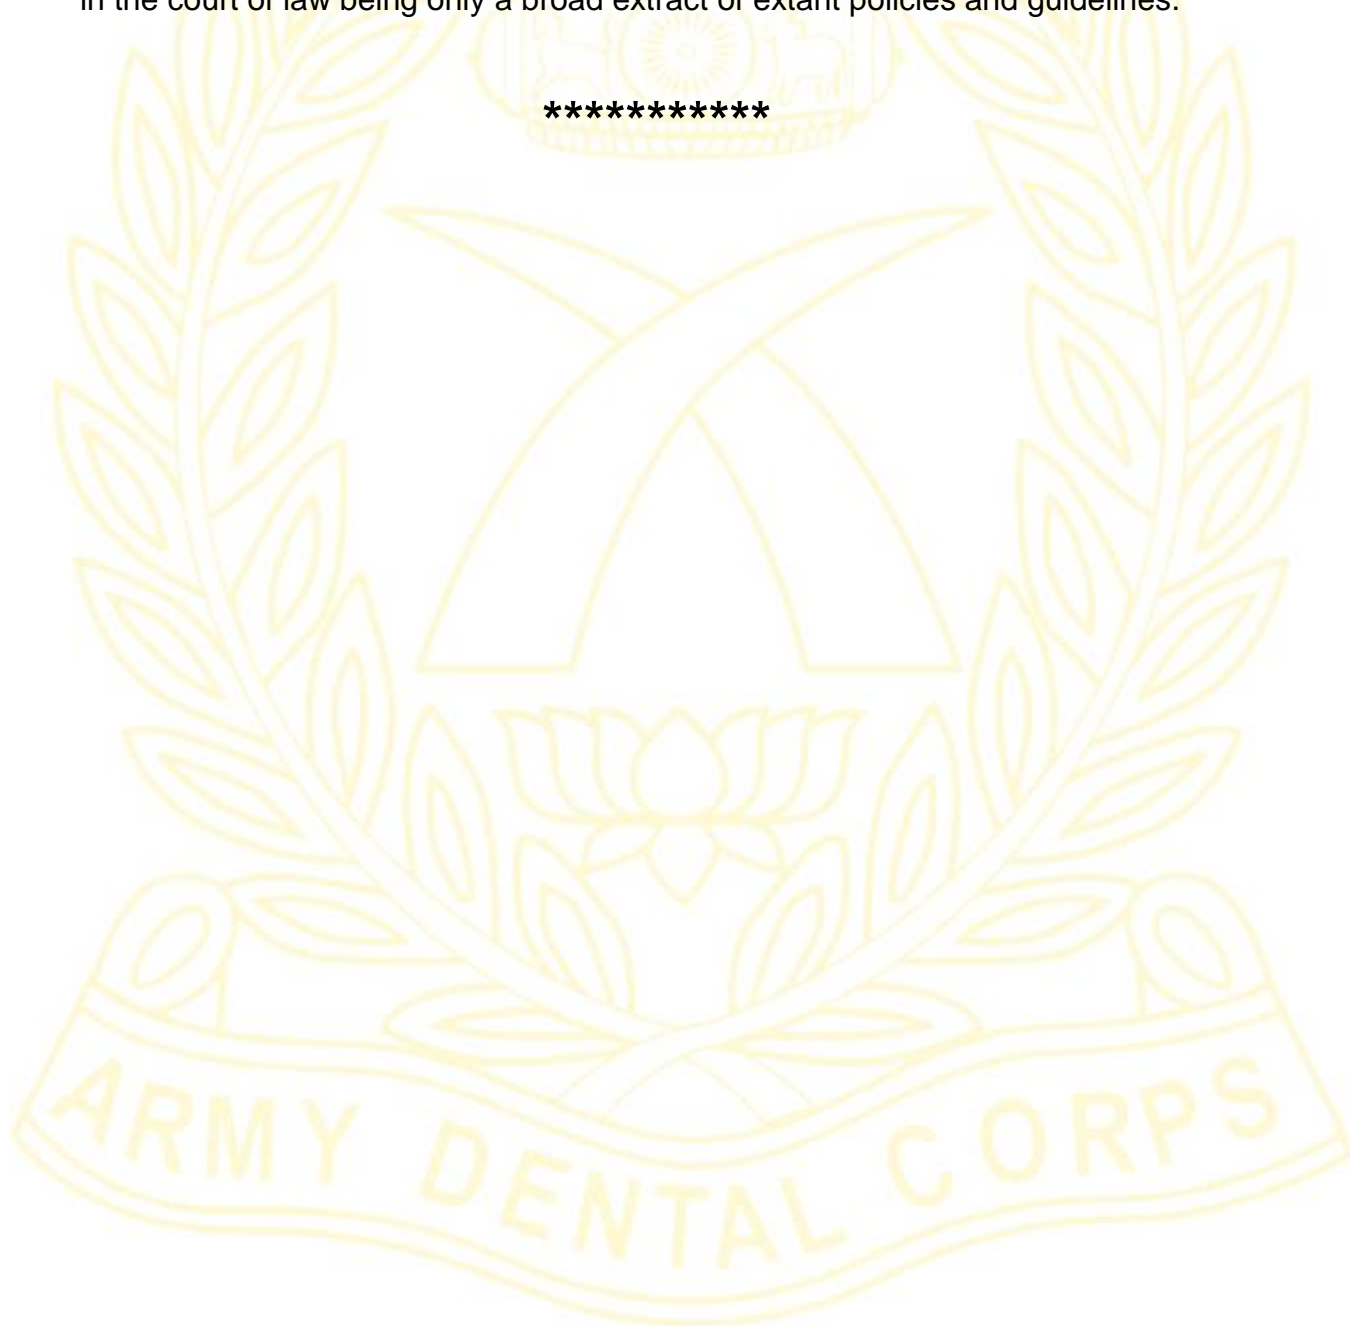 in the court of law being only a broad extract of extant policies and guidelines.
***********
ARMY DENTAL CORPS